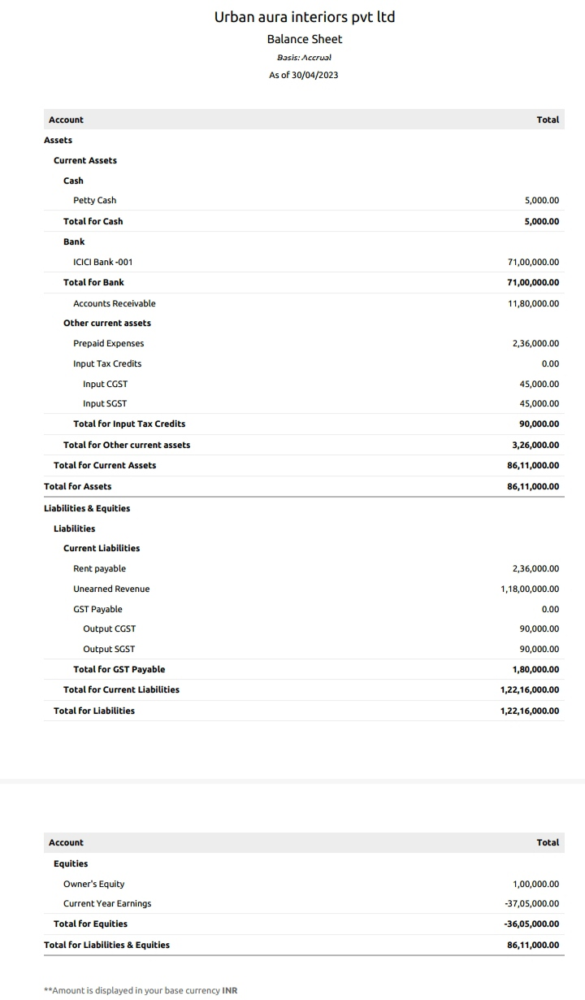 Urban aura interiors pvt ltd
Balance Sheet
Basis: Accrual
As of 30/04/2023
Account Total
Assets
Current Assets
Cash
Petty Cash 5,000.00
Total for Cash 5,000.00
Bank
ICICI Bank -001 71,00,000.00
Total for Bank 71,00,000.00
Accounts Receivable 11,80,000.00
Other current assets
Prepaid Expenses 2,36,000.00
Input Tax Credits 0.00
Input CGST 45,000.00
Input SGST 45,000.00
Total for Input Tax Credits 90,000.00
Total for Other current assets 3,26,000.00
Total for Current Assets 86,11,000.00
Total for Assets 86,11,000.00
Liabilities & Equities
Liabilities
Current Liabilities
Rent payable 2,36,000.00
Unearned Revenue 1,18,00,000.00
GST Payable 0.00
Output CGST 90,000.00
Output SGST 90,000.00
Total for GST Payable 1,80,000.00
Total for Current Liabilities 1,22,16,000.00
Total for Liabilities 1,22,16,000.00
Account Total
Equities
Owner's Equity 1,00,000.00
Current Year Earnings -37,05,000.00
Total for Equities -36,05,000.00
Total for Liabilities & Equities 86,11,000.00
**Amount is displayed in your base currency INR